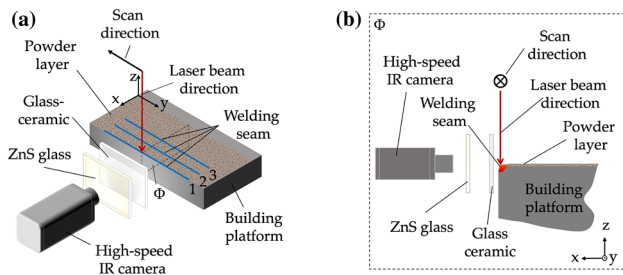 (a)
Scan
direction
Powder
layer
z
Laser beam
direction
x
y
Glass-
ceramic
Welding
seam
ZnS glass
Φ
1
2
3
Building
platform
High-speed
IR camera
(b)
Φ
Scan
direction
High-speed
IR camera
Welding
seam
Laser beam
direction
Powder
layer
Building
platform
ZnS glass
Glass
ceramic
z
x
y